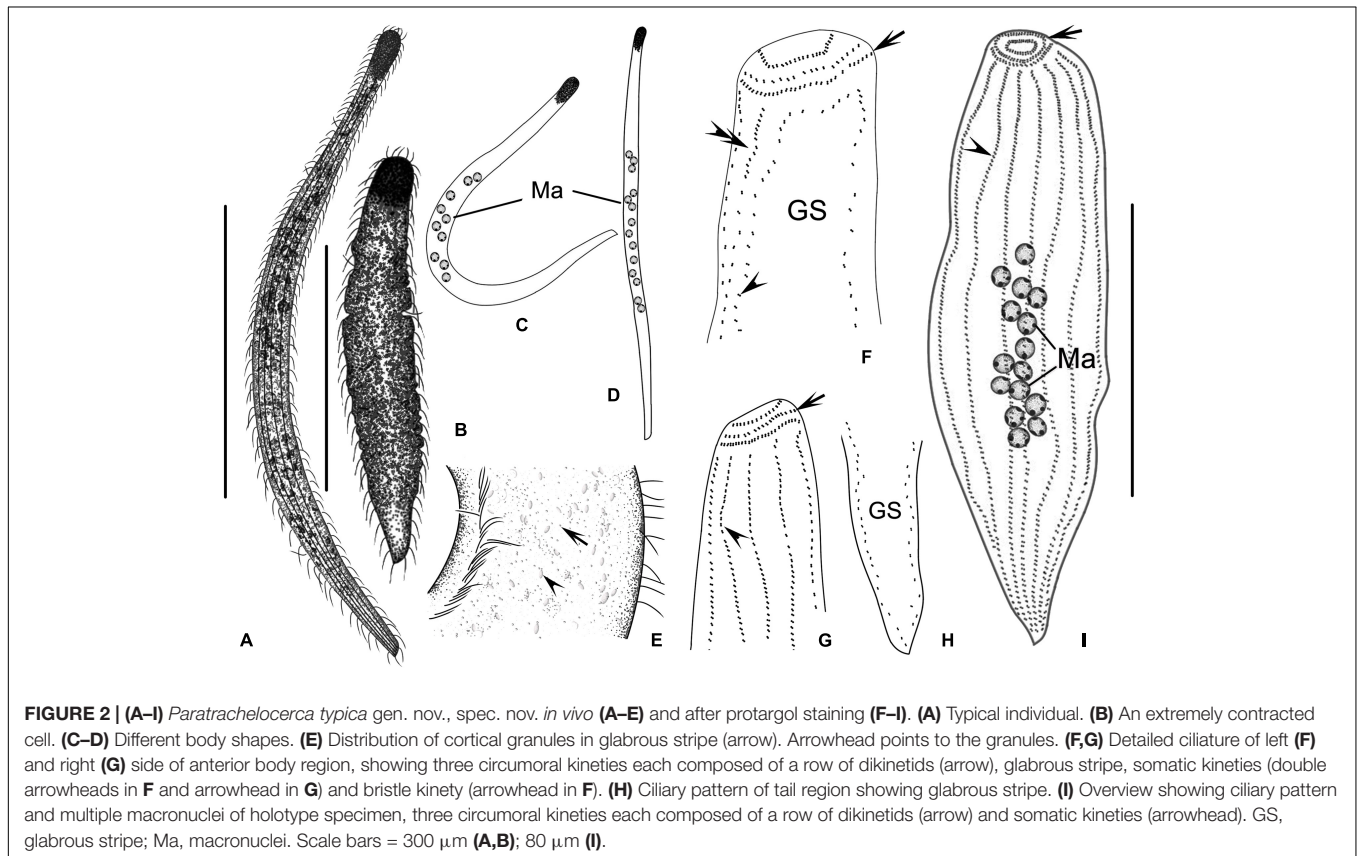 GS
F
Ma
C
D
Ma
A
B
E
G
GS
H
I
FIGURE 2 | (A–I) Paratrachelocerca typica gen. nov., spec. nov. in vivo (A–E) and after protargol staining (F–I). (A) Typical individual. (B) An extremely contracted
cell. (C–D) Different body shapes. (E) Distribution of cortical granules in glabrous stripe (arrow). Arrowhead points to the granules. (F,G) Detailed ciliature of left (F)
and right (G) side of anterior body region, showing three circumoral kineties each composed of a row of dikinetids (arrow), glabrous stripe, somatic kineties (double
arrowheads in F and arrowhead in G) and bristle kinety (arrowhead in F). (H) Ciliary pattern of tail region showing glabrous stripe. (I) Overview showing ciliary pattern
and multiple macronuclei of holotype specimen, three circumoral kineties each composed of a row of dikinetids (arrow) and somatic kineties (arrowhead). GS,
glabrous stripe; Ma, macronuclei. Scale bars = 300 μm (A,B); 80 μm (I).